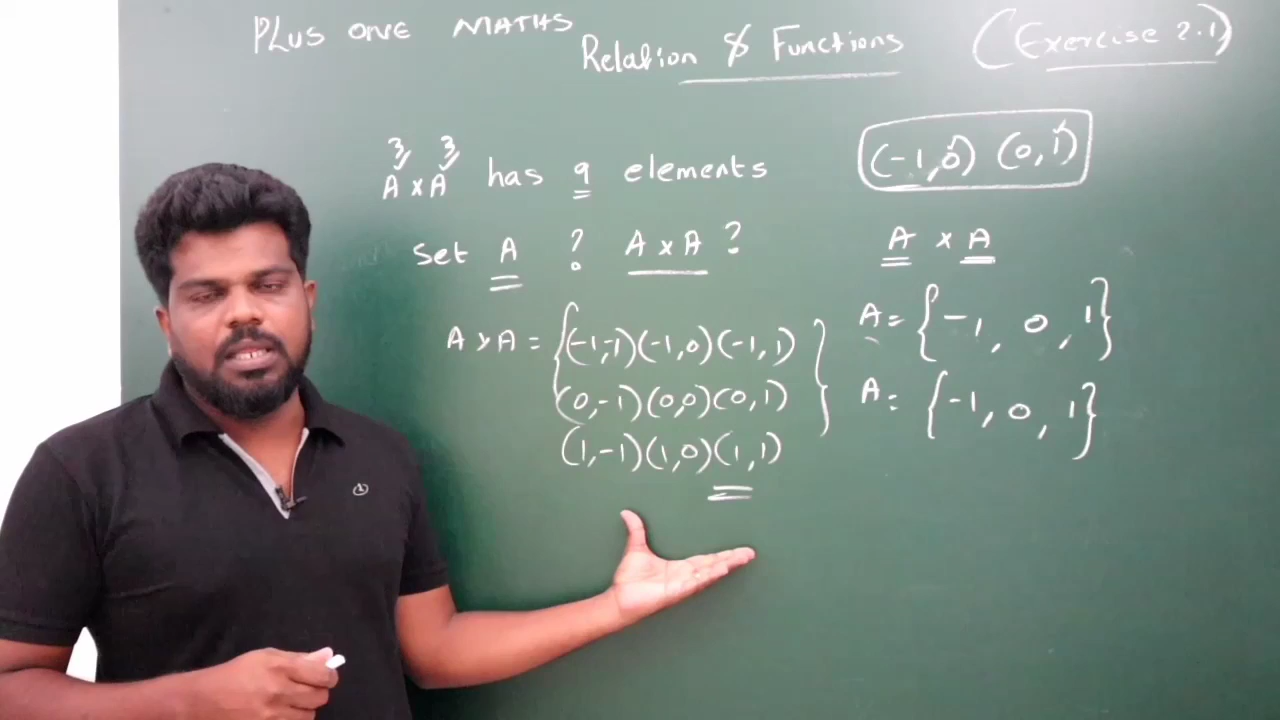 PLUS ONE MATHS
Relation & Functions (Exercise 2.1)
3 3
A × A has 9 elements
(-1, 0) (0, 1)
set A ? A × A ?
A × A
A × A = {(-1,-1)(-1,0)(-1,1)
(0,-1)(0,0)(0,1)
(1,-1)(1,0)(1,1)}
A = {-1, 0, 1}
A = {-1, 0, 1}